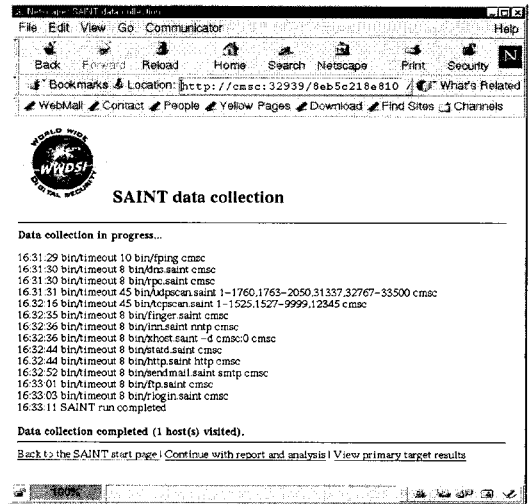 Netscape: SAINT data collection
File Edit View Go Communicator Help
Back Forward Reload Home Search Netscape Print Security N
Bookmarks Location: http://cmsc:32939/8eb5c218e810 What's Related
WebMail Contact People Yellow Pages Download Find Sites Channels
WORLD WIDE
WWDSI
DIGITAL SECURITY
SAINT data collection
Data collection in progress...
16:31:29 bin/timeout 10 bin/fping cmsc
16:31:30 bin/timeout 8 bin/dns.saint cmsc
16:31:30 bin/timeout 8 bin/rpc.saint cmsc
16:31:31 bin/timeout 45 bin/udpscan.saint 1-1760,1763-2050,31337,32767-33500 cmsc
16:32:16 bin/timeout 45 bin/tcpscan.saint 1-1525,1527-9999,12345 cmsc
16:32:35 bin/timeout 8 bin/finger.saint cmsc
16:32:36 bin/timeout 8 bin/inn.saint nntp cmsc
16:32:36 bin/timeout 8 bin/xhost.saint -d cmsc:0 cmsc
16:32:44 bin/timeout 8 bin/statd.saint cmsc
16:32:44 bin/timeout 8 bin/http.saint http cmsc
16:32:52 bin/timeout 8 bin/sendmail.saint smtp cmsc
16:33:01 bin/timeout 8 bin/ftp.saint cmsc
16:33:03 bin/timeout 8 bin/rlogin.saint cmsc
16:33:11 SAINT run completed
Data collection completed (1 host(s) visited).
Back to the SAINT start page | Continue with report and analysis | View primary target results
100%